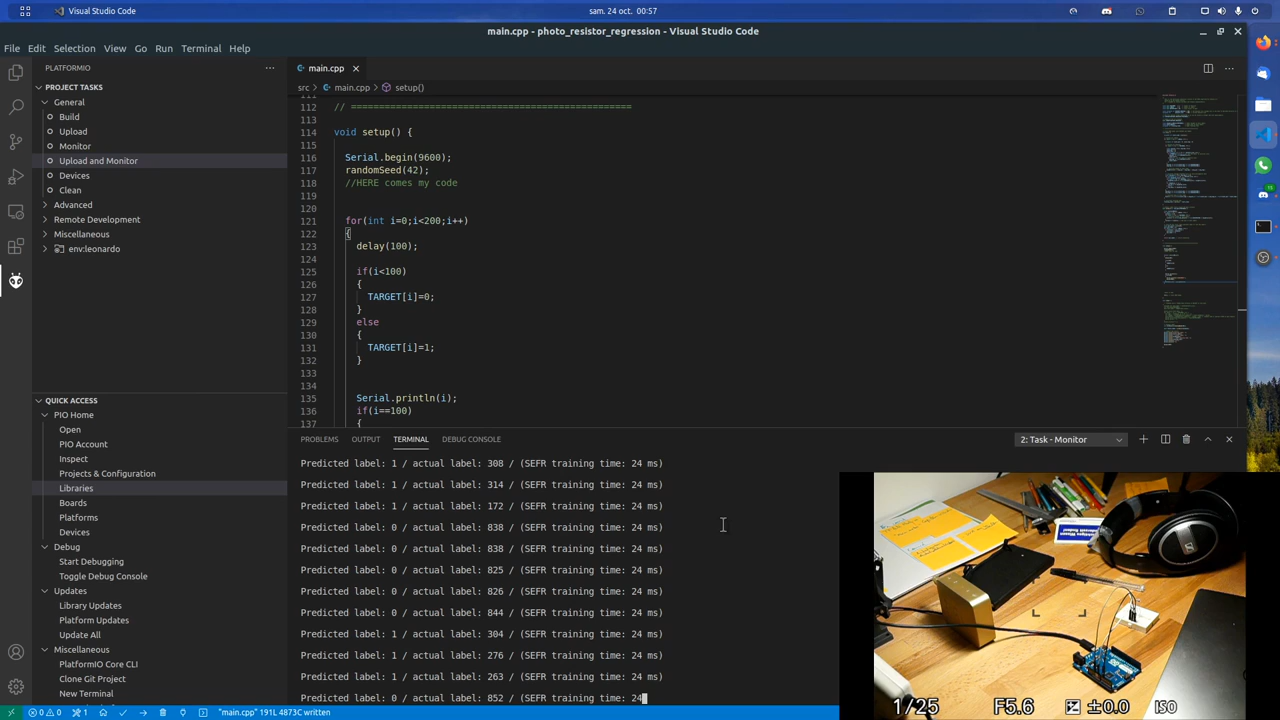 Visual Studio Code
sam. 24 oct. 00:57
main.cpp - photo_resistor_regression - Visual Studio Code
File Edit Selection View Go Run Terminal Help
PLATFORMIO
PROJECT TASKS
General
Build
Upload
Monitor
Upload and Monitor
Devices
Clean
Advanced
Remote Development
Miscellaneous
env:leonardo
QUICK ACCESS
PIO Home
Open
PIO Account
Inspect
Projects & Configuration
Libraries
Boards
Platforms
Devices
Debug
Start Debugging
Toggle Debug Console
Updates
Library Updates
Platform Updates
Update All
Miscellaneous
PlatformIO Core CLI
Clone Git Project
New Terminal
main.cpp
src > main.cpp > setup()
112 // ==================================================
113
114 void setup() {
115
116 Serial.begin(9600);
117 randomSeed(42);
118 //HERE comes my code
119
120
121 for(int i=0;i<200;i++)
122 {
123 delay(100);
124
125 if(i<100)
126 {
127 TARGET[i]=0;
128 }
129 else
130 {
131 TARGET[i]=1;
132 }
133
134
135 Serial.println(i);
136 if(i==100)
137 {
PROBLEMS OUTPUT TERMINAL DEBUG CONSOLE
2: Task - Monitor
Predicted label: 1 / actual label: 308 / (SEFR training time: 24 ms)
Predicted label: 1 / actual label: 314 / (SEFR training time: 24 ms)
Predicted label: 1 / actual label: 172 / (SEFR training time: 24 ms)
Predicted label: 0 / actual label: 838 / (SEFR training time: 24 ms)
Predicted label: 0 / actual label: 838 / (SEFR training time: 24 ms)
Predicted label: 0 / actual label: 825 / (SEFR training time: 24 ms)
Predicted label: 0 / actual label: 826 / (SEFR training time: 24 ms)
Predicted label: 0 / actual label: 844 / (SEFR training time: 24 ms)
Predicted label: 1 / actual label: 304 / (SEFR training time: 24 ms)
Predicted label: 1 / actual label: 276 / (SEFR training time: 24 ms)
Predicted label: 1 / actual label: 263 / (SEFR training time: 24 ms)
Predicted label: 0 / actual label: 852 / (SEFR training time: 24
1/25 F5.6 ±0.0 ISO
0 0 1 "main.cpp" 191L 4873C written